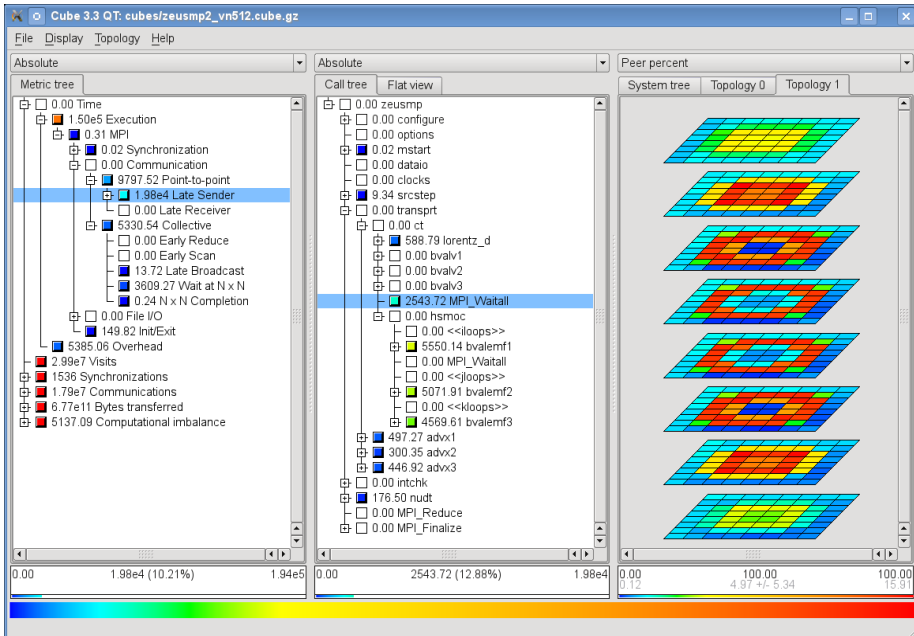 Cube 3.3 QT: cubes/zeusmp2_vn512.cube.gz
File Display Topology Help
Absolute
Absolute
Peer percent
Metric tree
Call tree Flat view
System tree Topology 0 Topology 1
0.00 Time
1.50e5 Execution
0.31 MPI
0.02 Synchronization
0.00 Communication
9797.52 Point-to-point
1.98e4 Late Sender
0.00 Late Receiver
5330.54 Collective
0.00 Early Reduce
0.00 Early Scan
13.72 Late Broadcast
3609.27 Wait at N x N
0.24 N x N Completion
0.00 File I/O
149.82 Init/Exit
5385.06 Overhead
2.99e7 Visits
1536 Synchronizations
1.79e7 Communications
6.77e11 Bytes transferred
5137.09 Computational imbalance
0.00 zeusmp
0.00 configure
0.00 options
0.02 mstart
0.00 dataio
0.00 clocks
9.34 srcstep
0.00 transprt
0.00 ct
588.79 lorentz_d
0.00 bvalv1
0.00 bvalv2
0.00 bvalv3
2543.72 MPI_Waitall
0.00 hsmoc
0.00 <<iloops>>
5550.14 bvalemf1
0.00 MPI_Waitall
0.00 <<jloops>>
5071.91 bvalemf2
0.00 <<kloops>>
4569.61 bvalemf3
497.27 advx1
300.35 advx2
446.92 advx3
0.00 intchk
176.50 nudt
0.00 MPI_Reduce
0.00 MPI_Finalize
0.00 1.98e4 (10.21%) 1.94e5
0.00 2543.72 (12.88%) 1.98e4
0.00 100.00 100.00
0.12 4.97 +/- 5.34 15.91